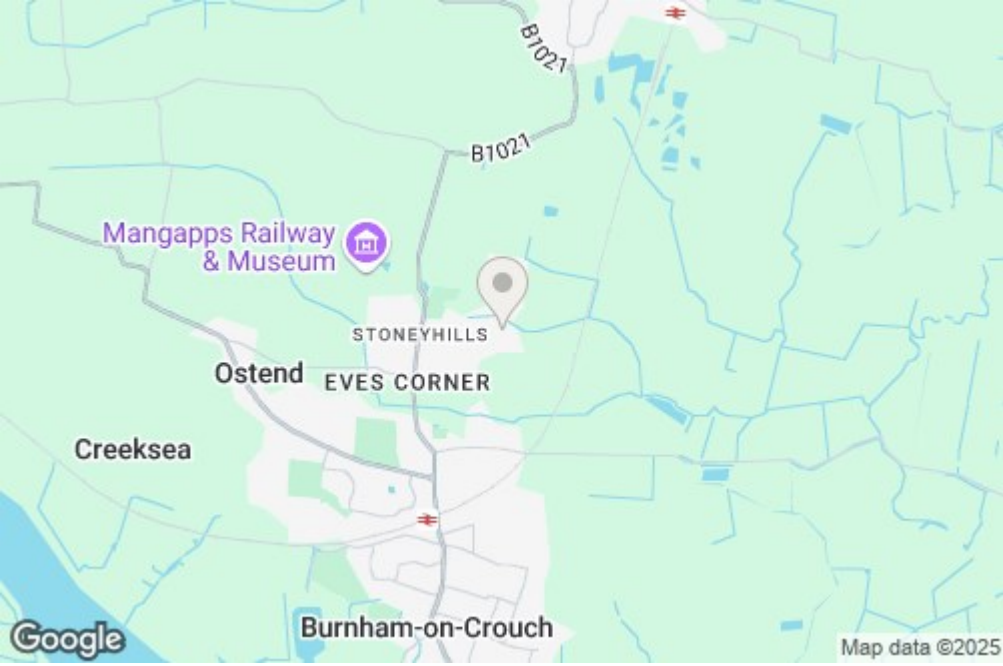 B1021
B1021
Mangapps Railway
& Museum
STONEYHILLS
Ostend
EVES CORNER
Creeksea
Burnham-on-Crouch
Google
Map data ©2025